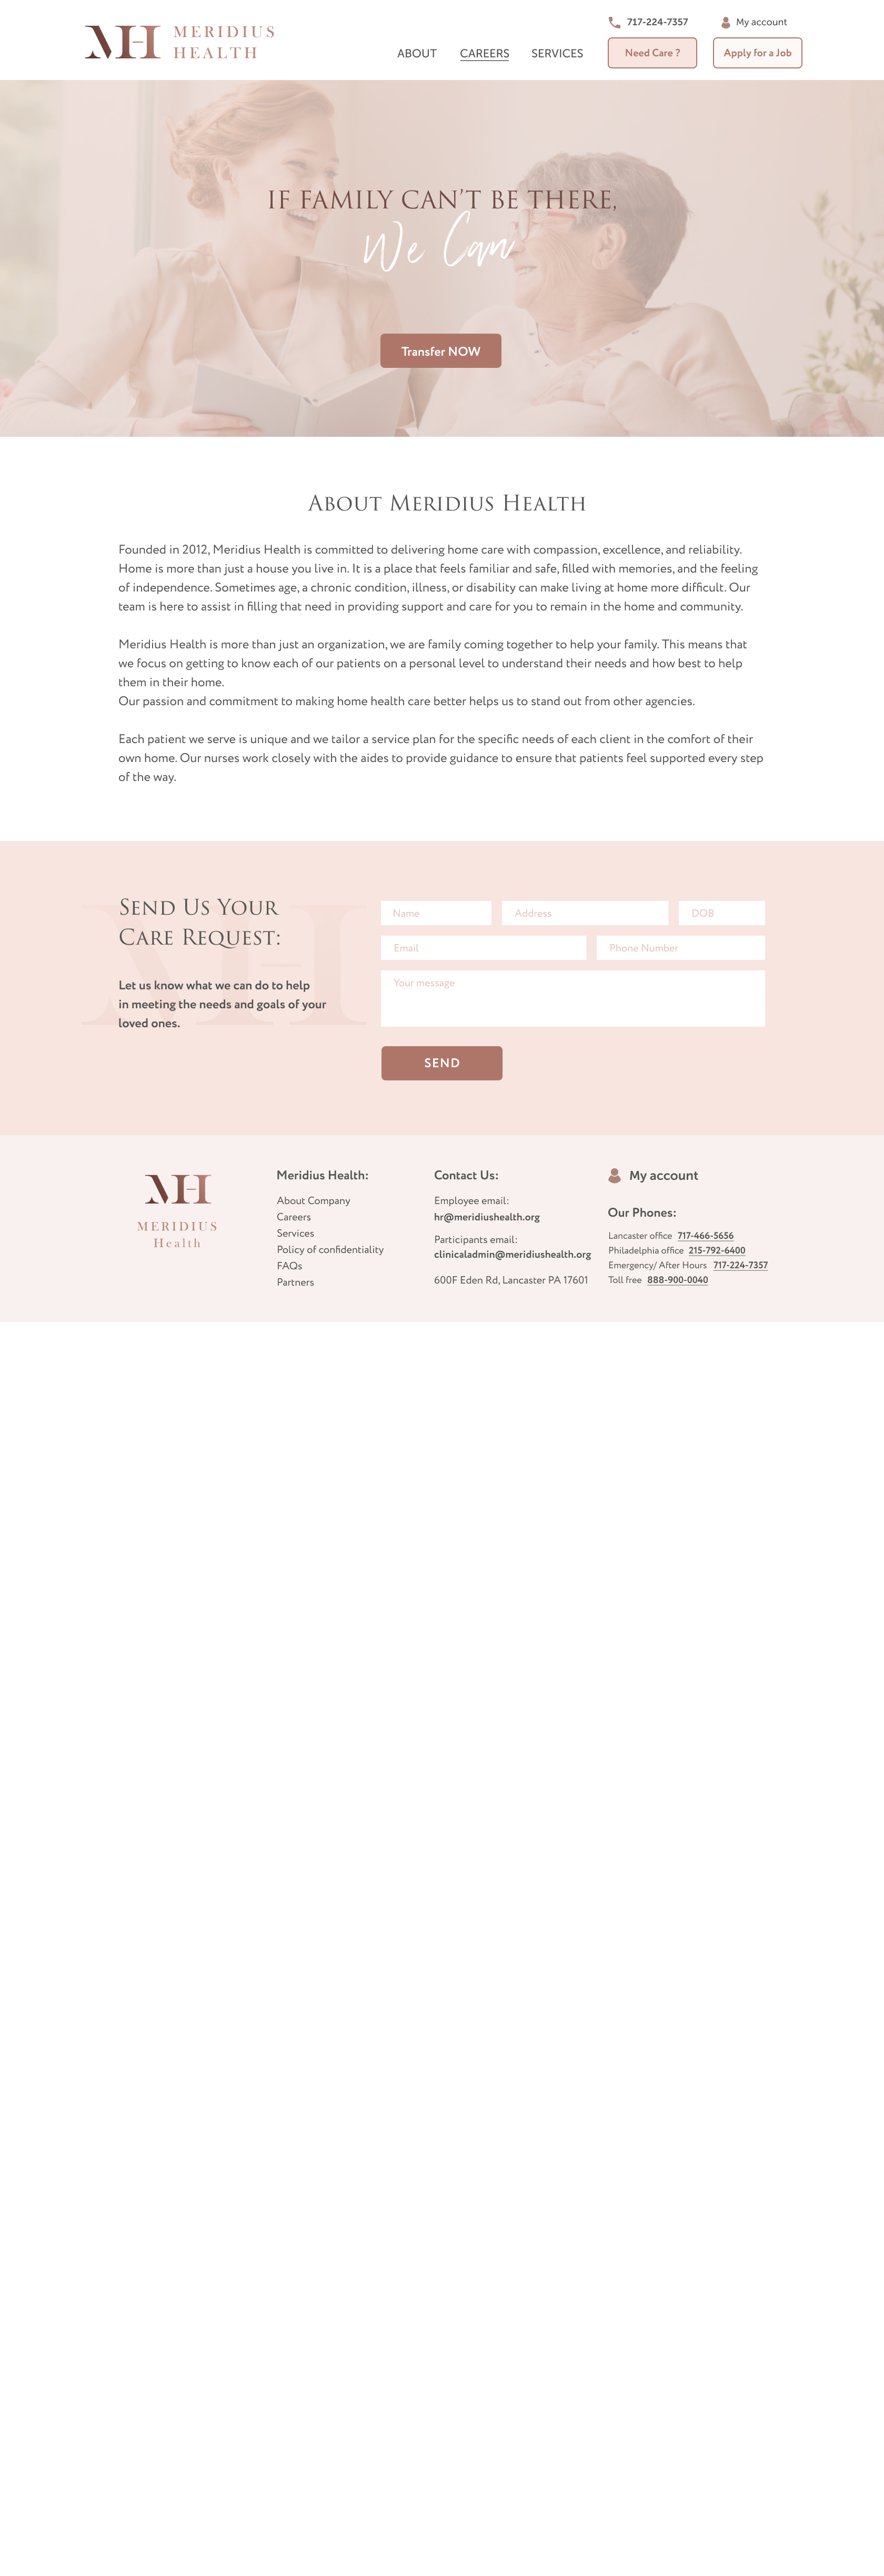 717-224-7357
My account
MERIDIUS
HEALTH
ABOUT
CAREERS
SERVICES
Need Care ?
Apply for a Job
IF FAMILY CAN'T BE THERE,
We Can
Transfer NOW
About Meridius Health
Founded in 2012, Meridius Health is committed to delivering home care with compassion, excellence, and reliability.
Home is more than just a house you live in. It is a place that feels familiar and safe, filled with memories, and the feeling
of independence. Sometimes age, a chronic condition, illness, or disability can make living at home more difficult. Our
team is here to assist in filling that need in providing support and care for you to remain in the home and community.
Meridius Health is more than just an organization, we are family coming together to help your family. This means that
we focus on getting to know each of our patients on a personal level to understand their needs and how best to help
them in their home.
Our passion and commitment to making home health care better helps us to stand out from other agencies.
Each patient we serve is unique and we tailor a service plan for the specific needs of each client in the comfort of their
own home. Our nurses work closely with the aides to provide guidance to ensure that patients feel supported every step
of the way.
Send Us Your
Care Request:
Let us know what we can do to help
in meeting the needs and goals of your
loved ones.
Name
Address
DOB
Email
Phone Number
Your message
SEND
MH
MERIDIUS
Health
Meridius Health:
About Company
Careers
Services
Policy of confidentiality
FAQs
Partners
Contact Us:
Employee email:
hr@meridiushealth.org
Participants email:
clinicaladmin@meridiushealth.org
600F Eden Rd, Lancaster PA 17601
My account
Our Phones:
Lancaster office 717-466-5656
Philadelphia office 215-792-6400
Emergency/ After Hours 717-224-7357
Toll free 888-900-0040